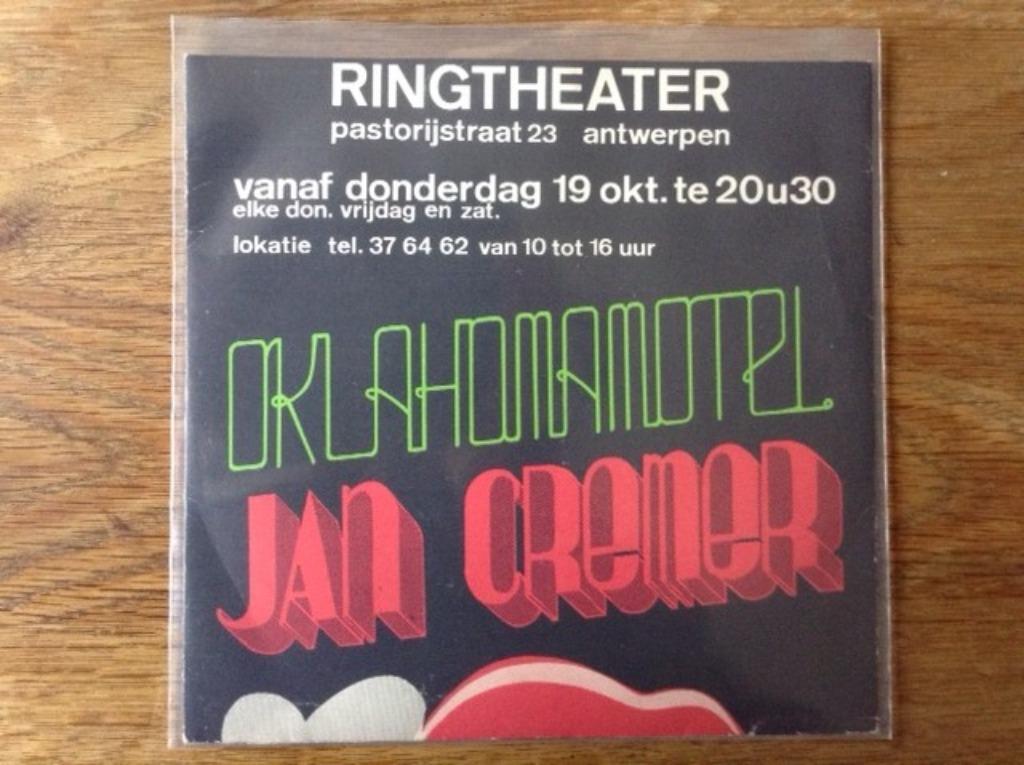 RINGTHEATER
pastorijstraat 23 antwerpen
vanaf donderdag 19 okt. te 20u30
elke don. vrijdag en zat.
lokatie tel. 37 64 62 van 10 tot 16 uur
OKLAHOMAMOTEL
JAN CREMER